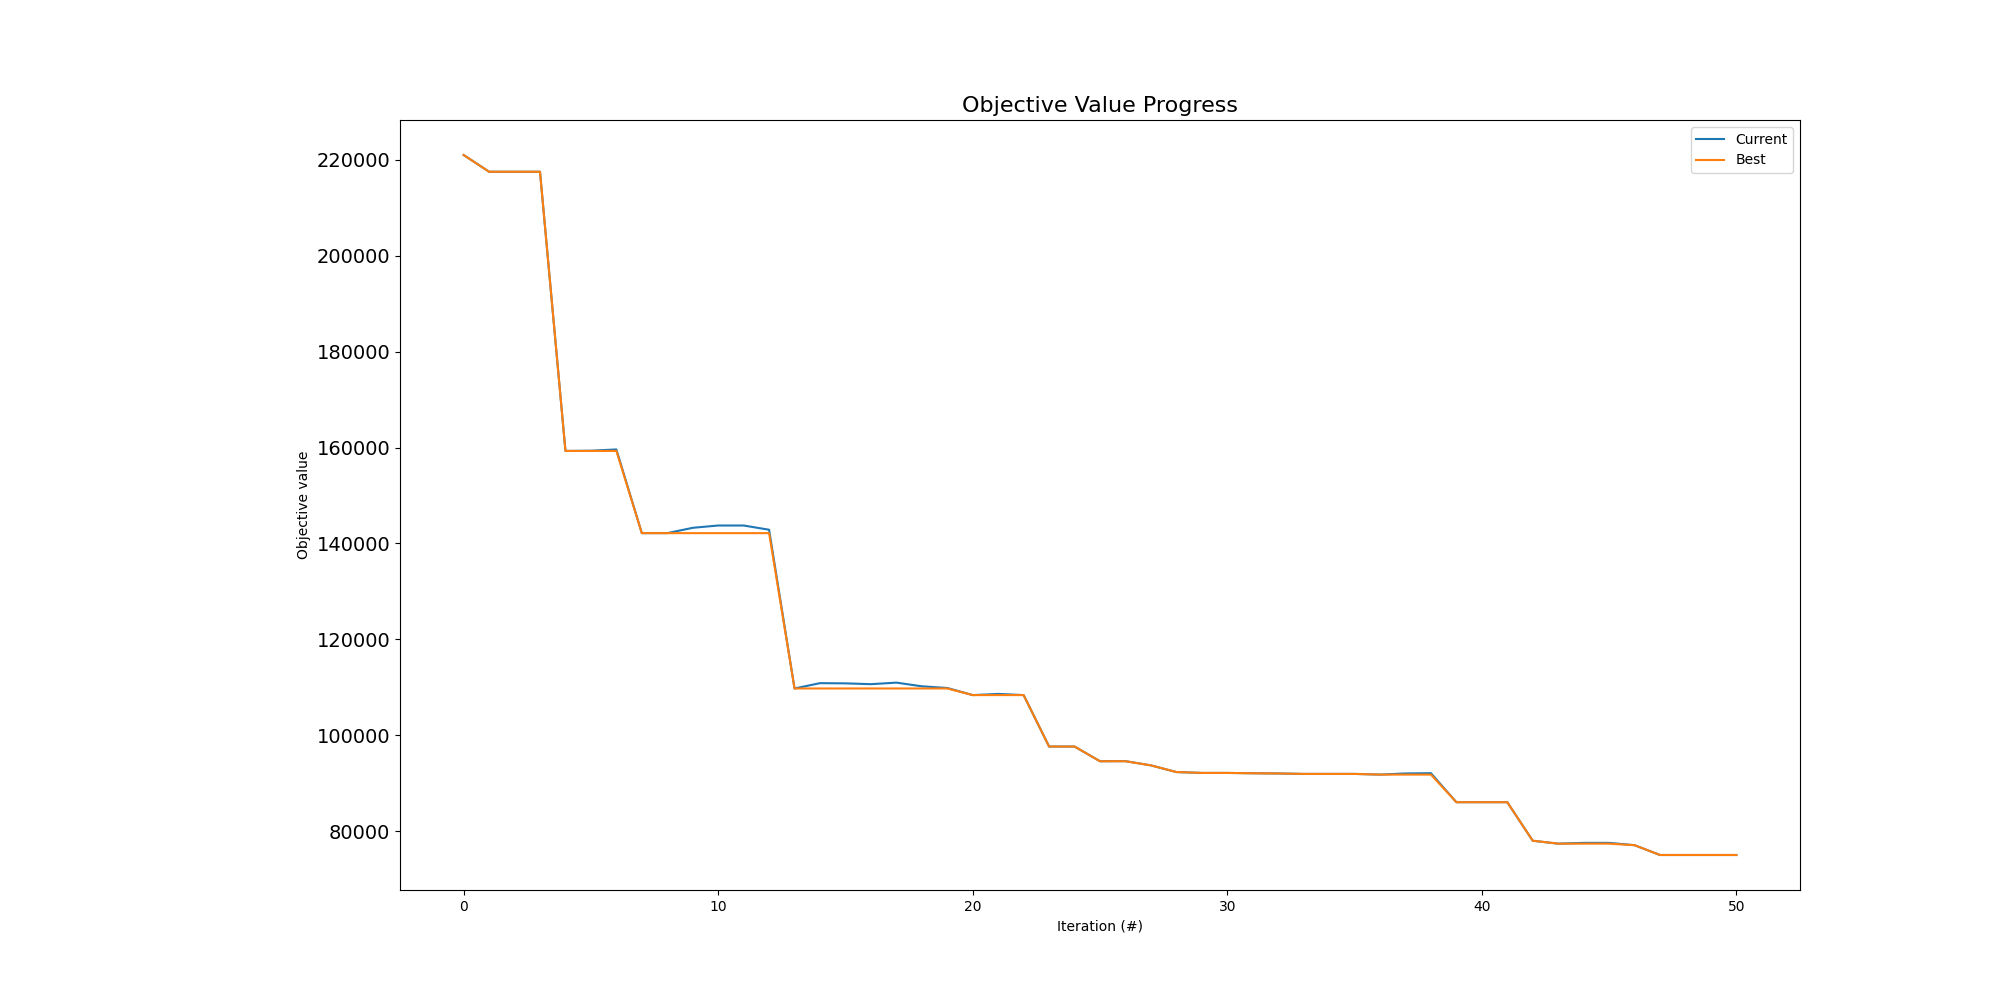 Objective Value Progress
Current
Best
220000
200000
180000
160000
140000
120000
100000
80000
Objective value
0 10 20 30 40 50
Iteration (#)